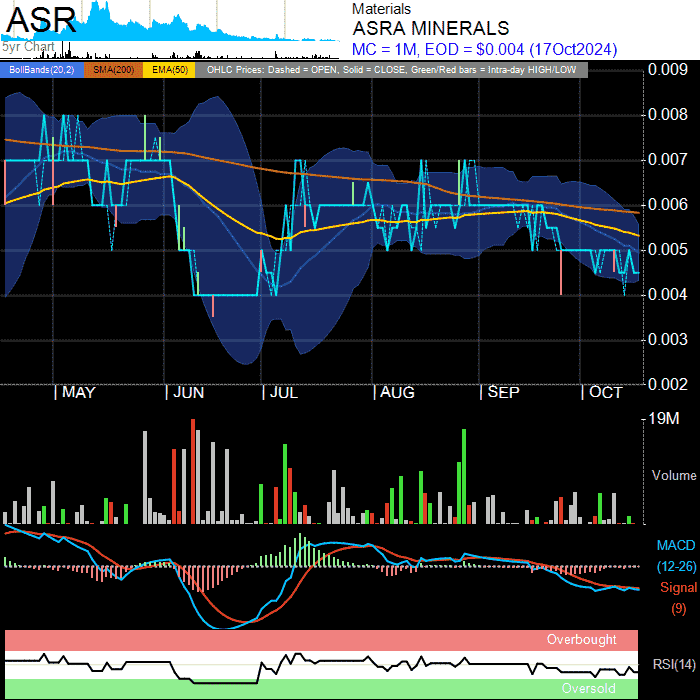 ASR
5yr Chart
Materials
ASRA MINERALS
MC = 1M, EOD = $0.004 (17Oct2024)
BollBands(20,2) SMA(200) EMA(50) OHLC Prices: Dashed = OPEN, Solid = CLOSE, Green/Red bars = Intra-day HIGH/LOW
0.009
0.008
0.007
0.006
0.005
0.004
0.003
0.002
MAY JUN JUL AUG SEP OCT
19M
Volume
MACD
(12-26)
Signal
(9)
Overbought
RSI(14)
Oversold